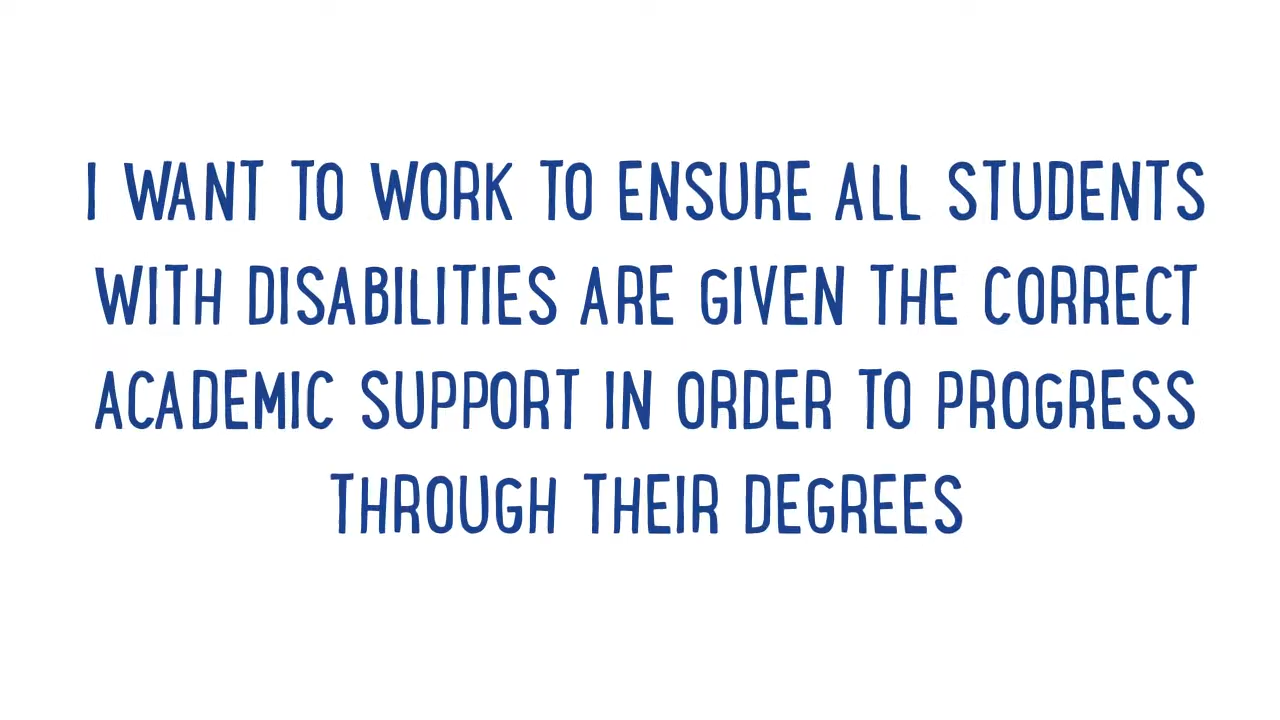 I WANT TO WORK TO ENSURE ALL STUDENTS
WITH DISABILITIES ARE GIVEN THE CORRECT
ACADEMIC SUPPORT IN ORDER TO PROGRESS
THROUGH THEIR DEGREES